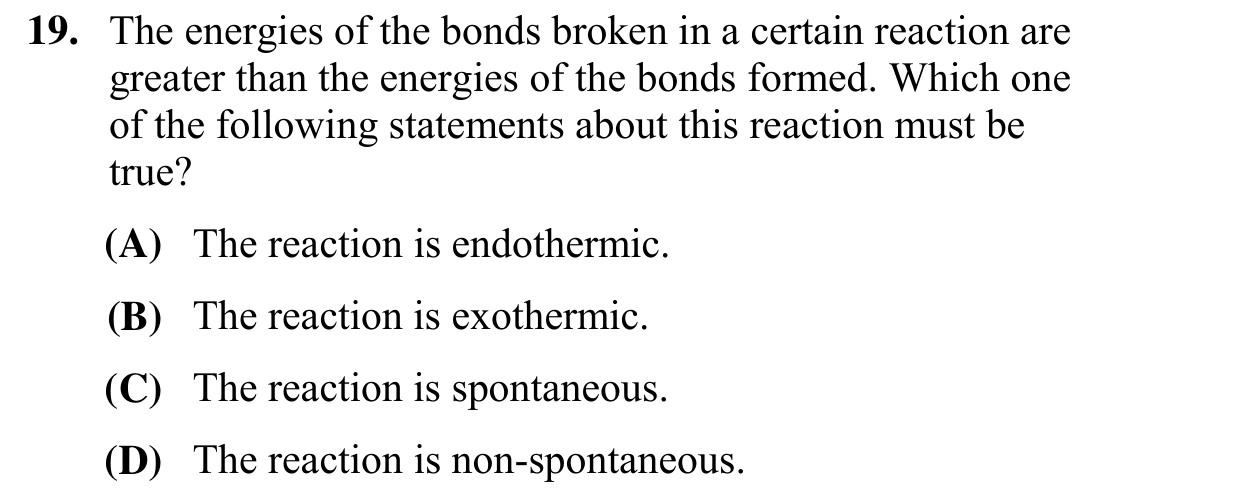 19. The energies of the bonds broken in a certain reaction are
greater than the energies of the bonds formed. Which one
of the following statements about this reaction must be
true?
(A) The reaction is endothermic.
(B) The reaction is exothermic.
(C) The reaction is spontaneous.
(D) The reaction is non-spontaneous.